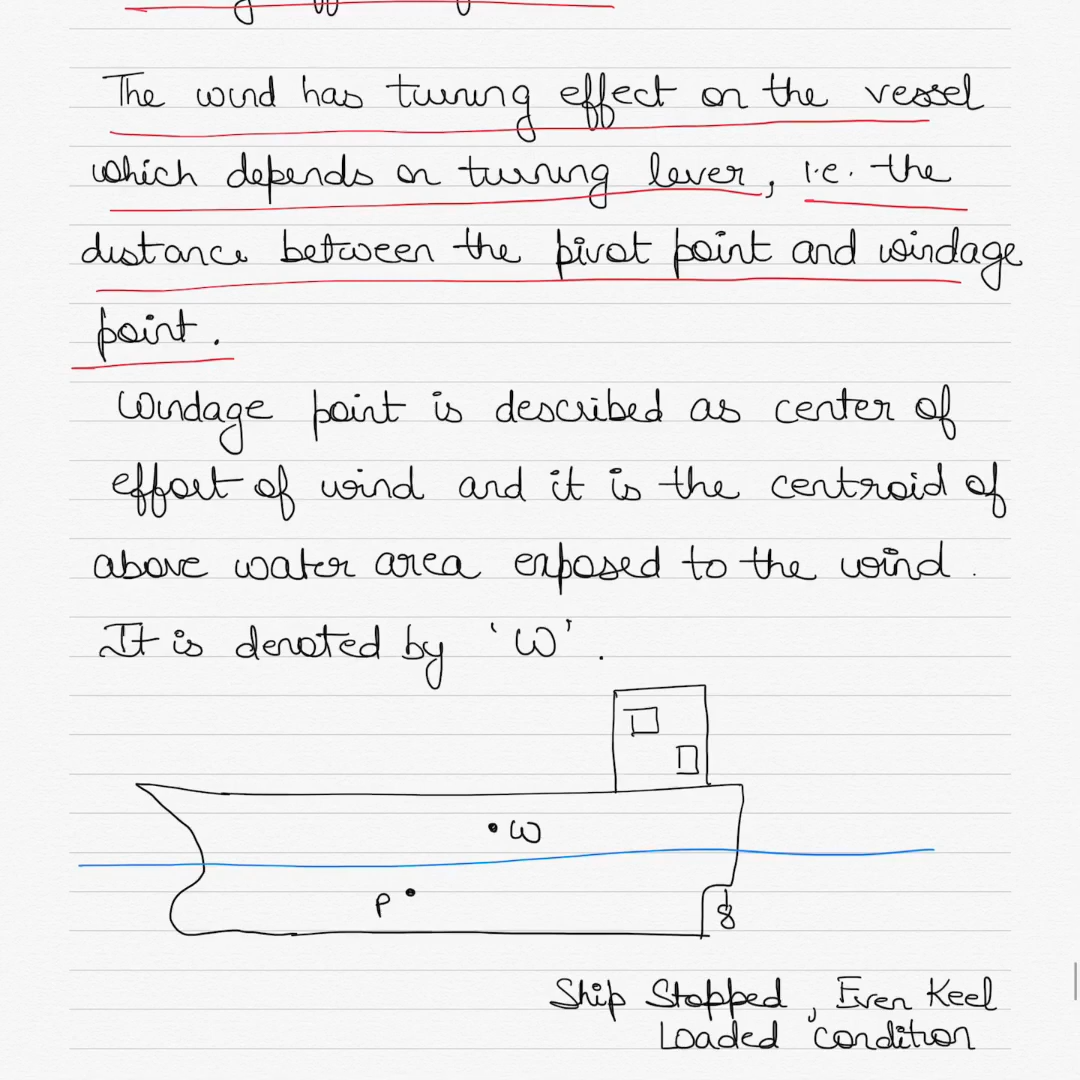 The wind has turning effect on the vessel
which depends on turning lever, i.e. the
distance between the pivot point and windage
point.
Windage point is described as center of
effort of wind and it is the centroid of
above water area exposed to the wind.
It is denoted by 'W'.
W
P
Ship Stopped, Even Keel
Loaded condition